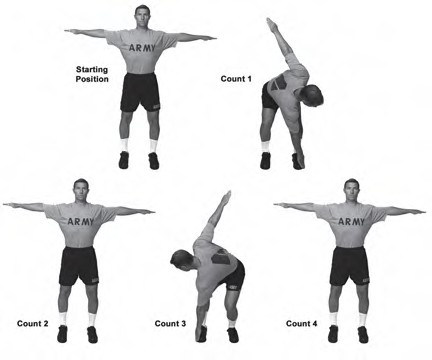 ARMY
Starting
Position
Count 1
ARMY
ARMY
Count 2
Count 3
Count 4